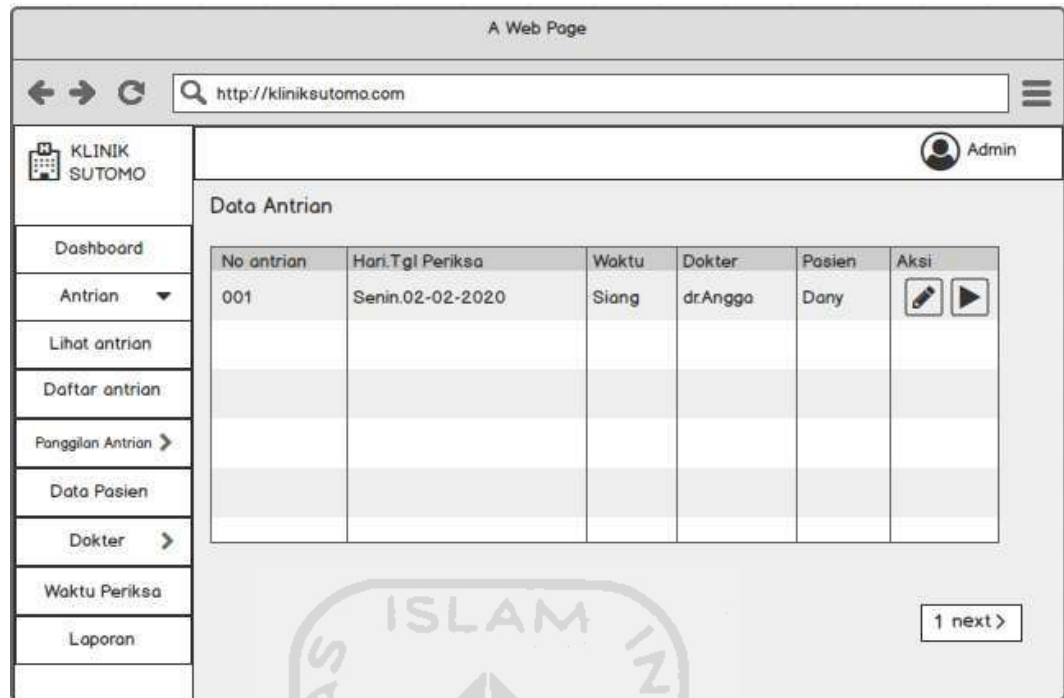 A Web Page
http://kliniksutomo.com
KLINIK
SUTOMO
Admin
Dashboard
Antrian
Lihat antrian
Daftar antrian
Panggilan Antrian
Data Pasien
Dokter
Waktu Periksa
Laporan
Data Antrian
No antrian Hari.Tgl Periksa Waktu Dokter Pasien Aksi
001 Senin.02-02-2020 Siang dr.Angga Dany
1 next >
ISLAM